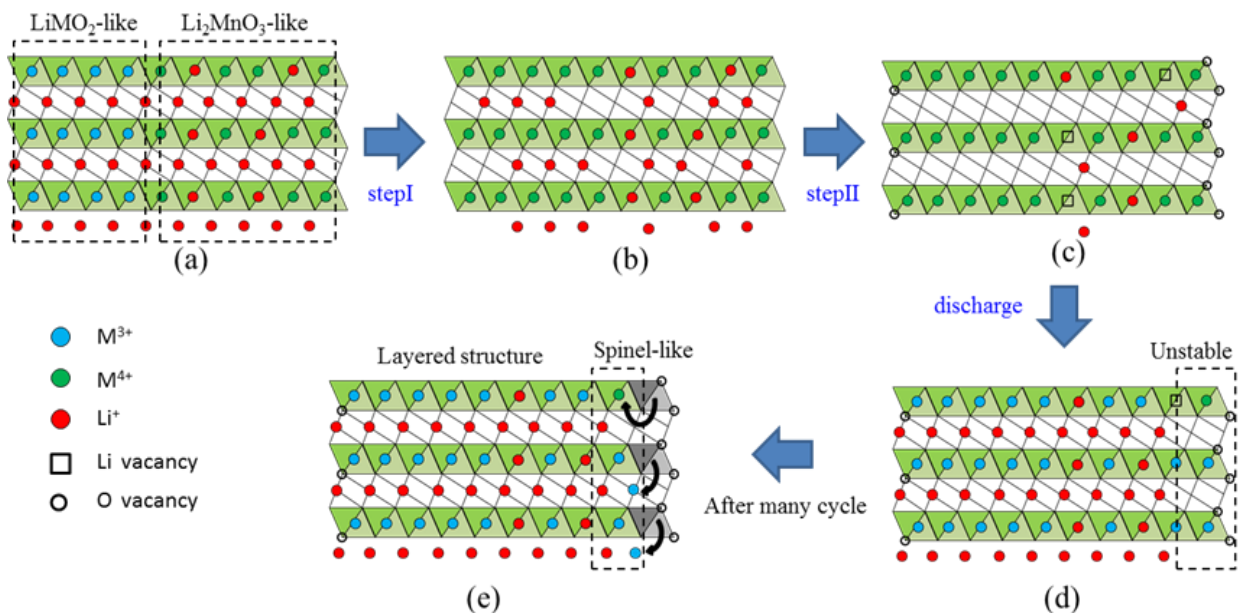 LiMO₂-like Li₂MnO₃-like
stepI
stepII
(a)
(b)
(c)
discharge
M³⁺
M⁴⁺
Li⁺
Li vacancy
O vacancy
Layered structure
Spinel-like
Unstable
After many cycle
(e)
(d)